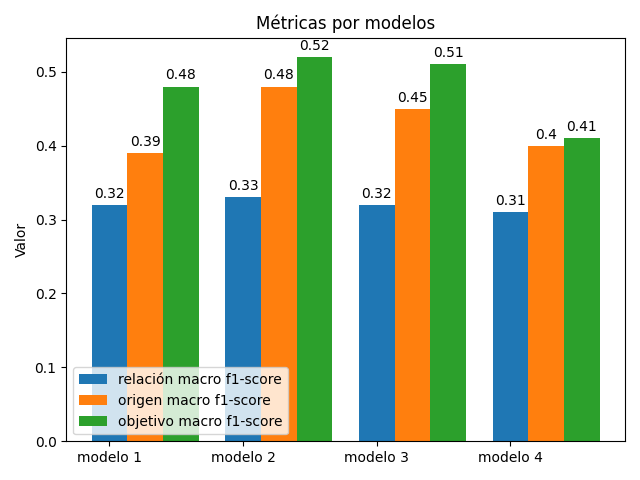 Métricas por modelos
Valor
0.5
0.4
0.3
0.2
0.1
0.0
0.32
0.39
0.48
0.33
0.48
0.52
0.32
0.45
0.51
0.31
0.4
0.41
relación macro f1-score
origen macro f1-score
objetivo macro f1-score
modelo 1
modelo 2
modelo 3
modelo 4